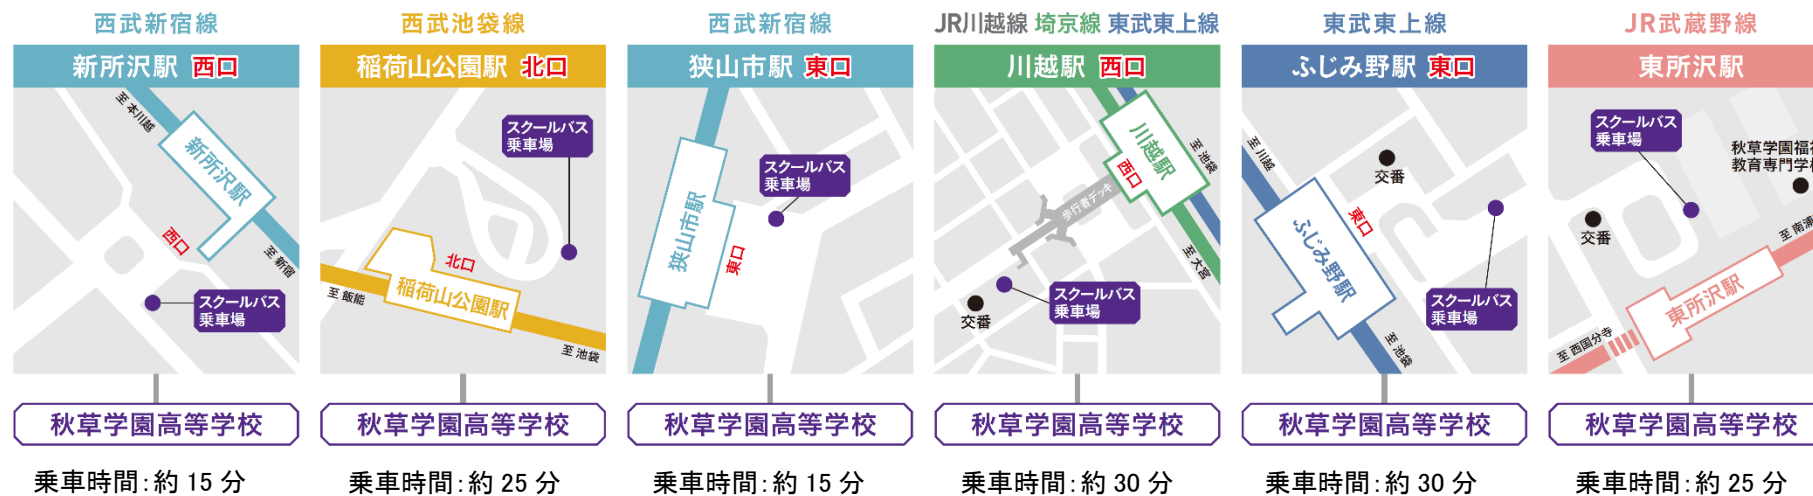 西武新宿線
新所沢駅 西口
至 本川越
新所沢駅
西口
至 新宿
スクールバス
乗車場
秋草学園高等学校
乗車時間：約 15 分
西武池袋線
稲荷山公園駅 北口
スクールバス
乗車場
北口
至 飯能
稲荷山公園駅
至 池袋
秋草学園高等学校
乗車時間：約 25 分
西武新宿線
狭山市駅 東口
スクールバス
乗車場
狭山市駅
東口
秋草学園高等学校
乗車時間：約 15 分
JR川越線 埼京線 東武東上線
川越駅 西口
川越駅
至 池袋
西口
歩行者デッキ
至 大宮
スクールバス
乗車場
交番
秋草学園高等学校
乗車時間：約 30 分
東武東上線
ふじみ野駅 東口
至 川越
交番
東口
ふじみ野駅
スクールバス
乗車場
至 池袋
秋草学園高等学校
乗車時間：約 30 分
JR武蔵野線
東所沢駅
スクールバス
乗車場
秋草学園福祉
教育専門学校
交番
至 南浦
東所沢駅
至 西国分寺
秋草学園高等学校
乗車時間：約 25 分